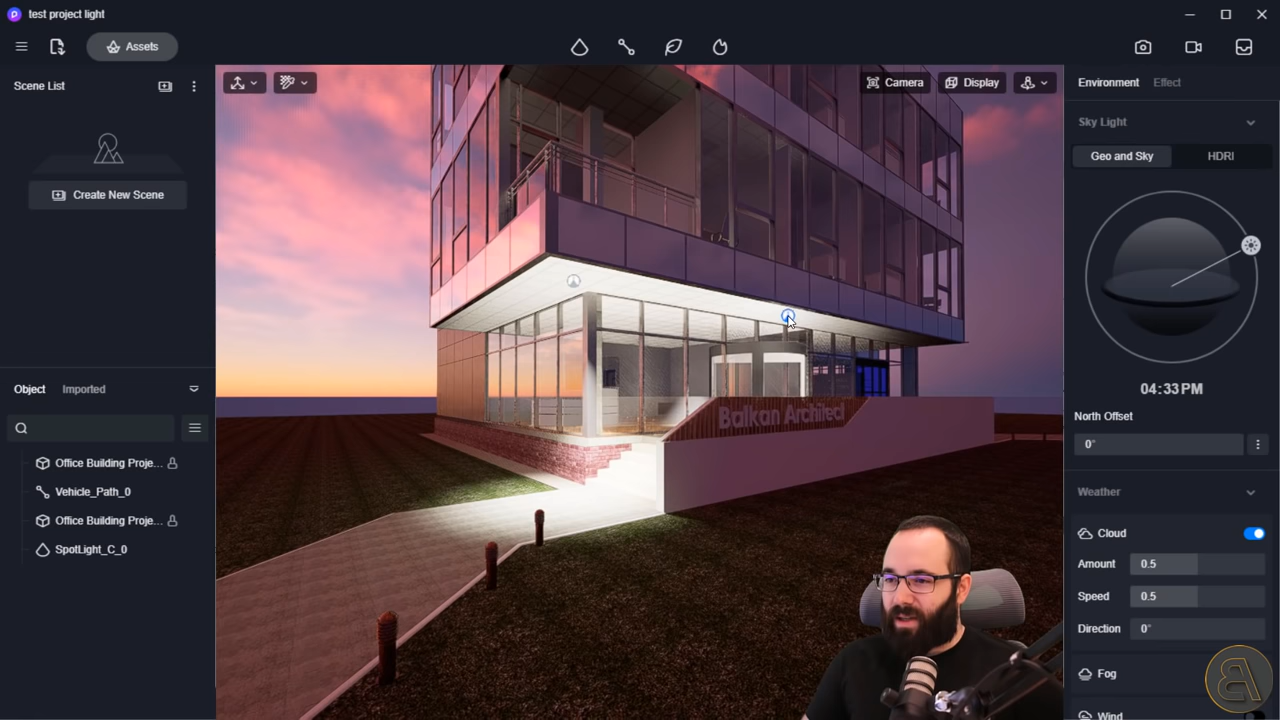 test project light
Assets
Scene List
Camera
Display
Environment
Effect
Sky Light
Geo and Sky
HDRI
Create New Scene
04:33 PM
Object
Imported
North Offset
0°
Office Building Proje...
Vehicle_Path_0
Office Building Proje...
SpotLight_C_0
Balkan Architect
Weather
Cloud
Amount
0.5
Speed
0.5
Direction
0°
Fog
Wind